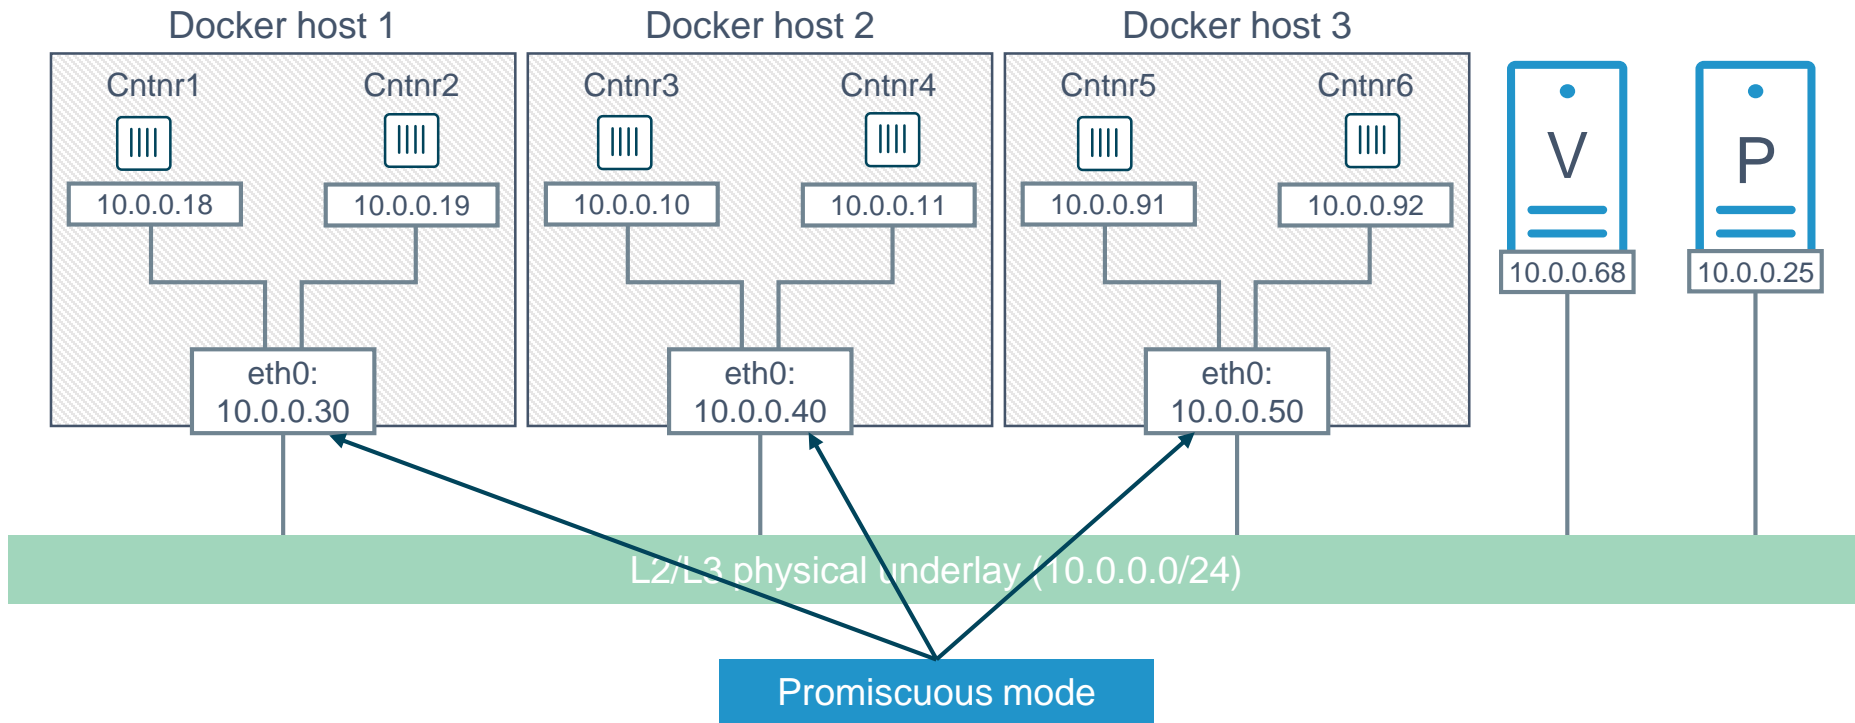 Docker host 1
Docker host 2
Docker host 3
Cntnr1
Cntnr2
Cntnr3
Cntnr4
Cntnr5
Cntnr6
V
P
10.0.0.18
10.0.0.19
10.0.0.10
10.0.0.11
10.0.0.91
10.0.0.92
10.0.0.68
10.0.0.25
eth0:
10.0.0.30
eth0:
10.0.0.40
eth0:
10.0.0.50
L2/L3 physical underlay (10.0.0.0/24)
Promiscuous mode